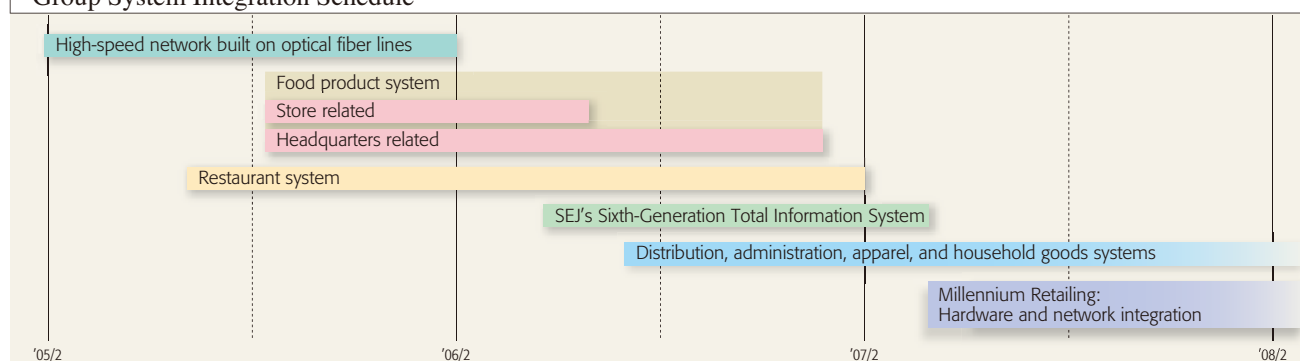 Group System Integration Schedule
High-speed network built on optical fiber lines
Food product system
Store related
Headquarters related
Restaurant system
SEJ's Sixth-Generation Total Information System
Distribution, administration, apparel, and household goods systems
Millennium Retailing:
Hardware and network integration
'05/2 '06/2 '07/2 '08/2